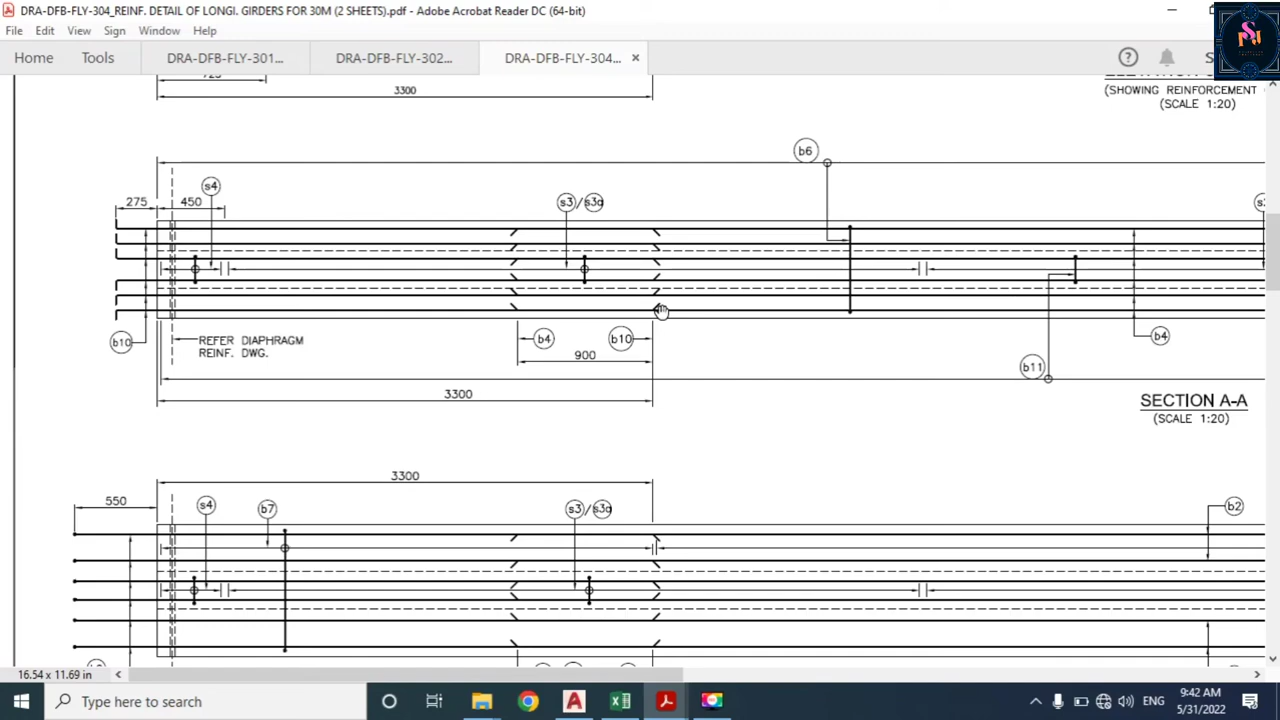 DRA-DFB-FLY-304_REINF. DETAIL OF LONGI. GIRDERS FOR 30M (2 SHEETS).pdf - Adobe Acrobat Reader DC (64-bit)
File Edit View Sign Window Help
Home Tools DRA-DFB-FLY-301... DRA-DFB-FLY-302... DRA-DFB-FLY-304... ×
3300
(SHOWING REINFORCEMENT
(SCALE 1:20)
b6
s4
275 450
s3/s3a
b10
REFER DIAPHRAGM
REINF. DWG.
b4 b10
900
b4
b11
3300
SECTION A-A
(SCALE 1:20)
3300
550
s4 b7 s3/s3a
b2
16.54 x 11.69 in
Type here to search
ENG
9:42 AM
5/31/2022